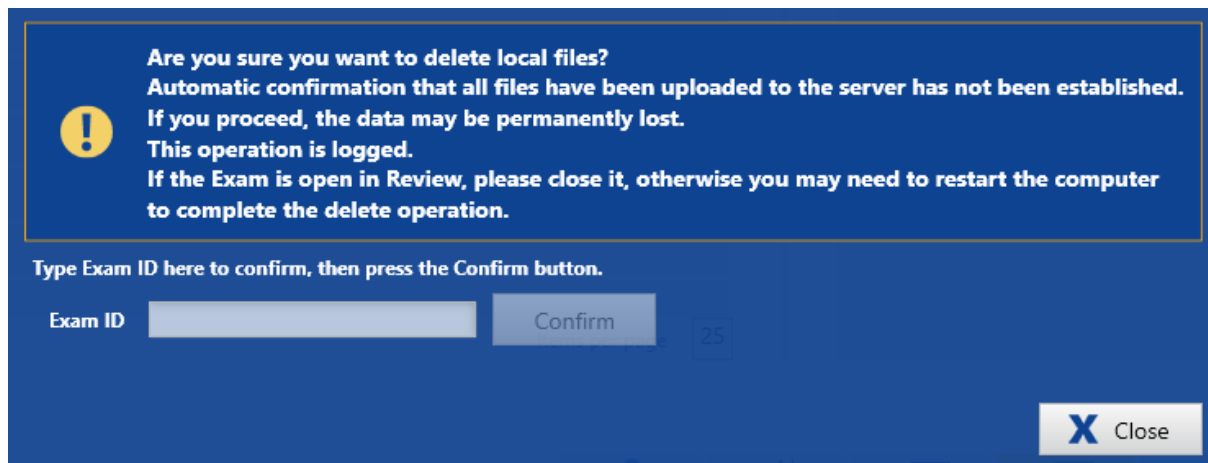 Are you sure you want to delete local files?
Automatic confirmation that all files have been uploaded to the server has not been established.
If you proceed, the data may be permanently lost.
This operation is logged.
If the Exam is open in Review, please close it, otherwise you may need to restart the computer
to complete the delete operation.
Type Exam ID here to confirm, then press the Confirm button.
Exam ID
Confirm
page 25
X Close